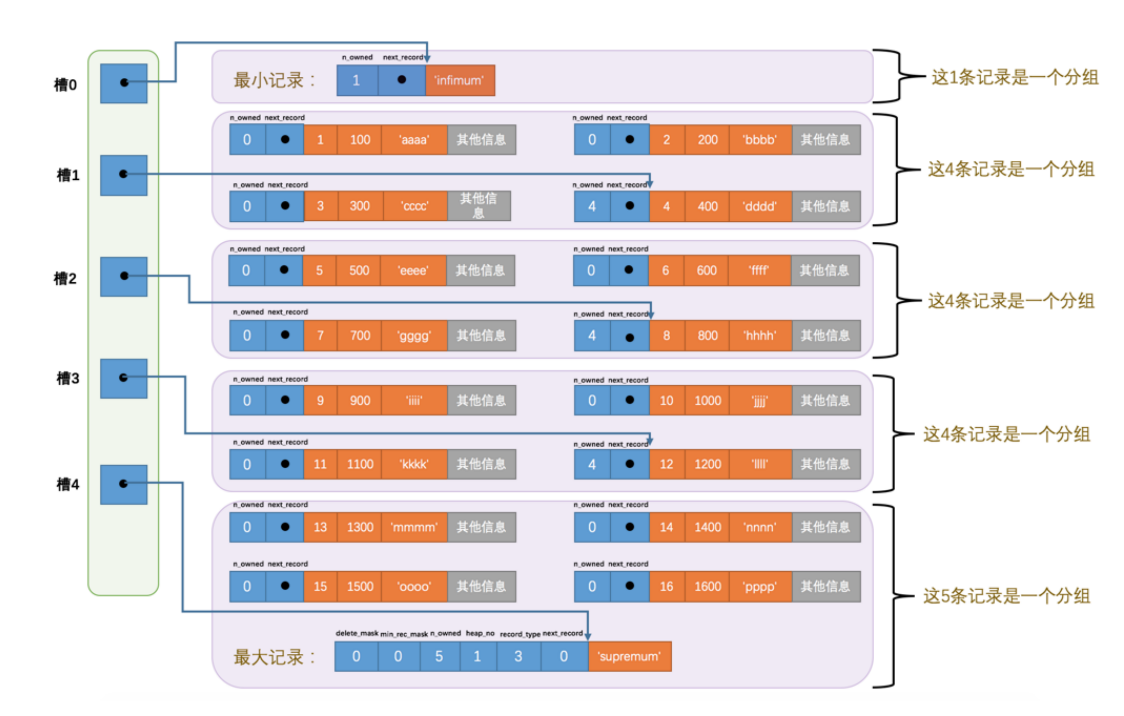 n_owned next_record
槽0 最小记录： 1 'infimum' 这1条记录是一个分组
n_owned next_record n_owned next_record
0 1 100 'aaaa' 其他信息 0 2 200 'bbbb' 其他信息
槽1 这4条记录是一个分组
n_owned next_record n_owned next_record
0 3 300 'cccc' 其他信息 4 4 400 'dddd' 其他信息
n_owned next_record n_owned next_record
0 5 500 'eeee' 其他信息 0 6 600 'ffff' 其他信息
槽2 这4条记录是一个分组
n_owned next_record n_owned next_record
0 7 700 'gggg' 其他信息 4 8 800 'hhhh' 其他信息
槽3
n_owned next_record n_owned next_record
0 9 900 'iiii' 其他信息 0 10 1000 'jjjj' 其他信息
这4条记录是一个分组
n_owned next_record n_owned next_record
0 11 1100 'kkkk' 其他信息 4 12 1200 'llll' 其他信息
槽4
n_owned next_record n_owned next_record
0 13 1300 'mmmm' 其他信息 0 14 1400 'nnnn' 其他信息
n_owned next_record n_owned next_record
0 15 1500 'oooo' 其他信息 0 16 1600 'pppp' 其他信息
这5条记录是一个分组
delete_mask min_rec_mask n_owned heap_no record_type next_record
最大记录： 0 0 5 1 3 0 'supremum'